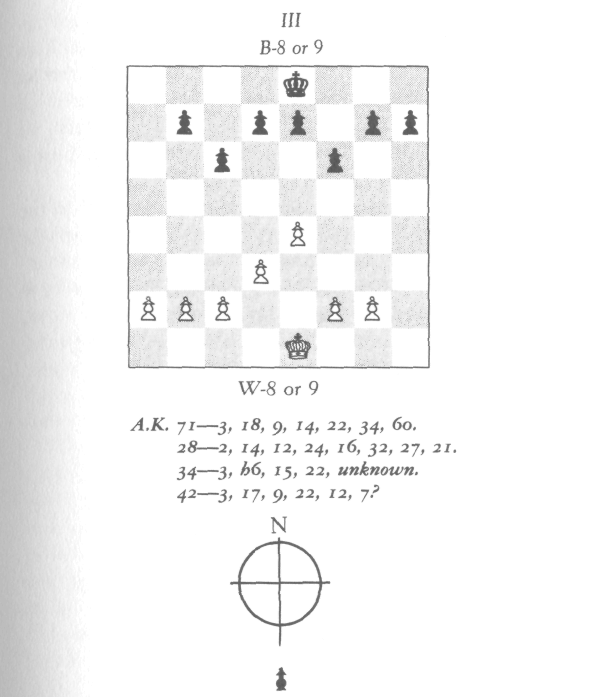 III
B-8 or 9
W-8 or 9
A.K. 71—3, 18, 9, 14, 22, 34, 60.
28—2, 14, 12, 24, 16, 32, 27, 21.
34—3, b6, 15, 22, unknown.
42—3, 17, 9, 22, 12, 7?
N